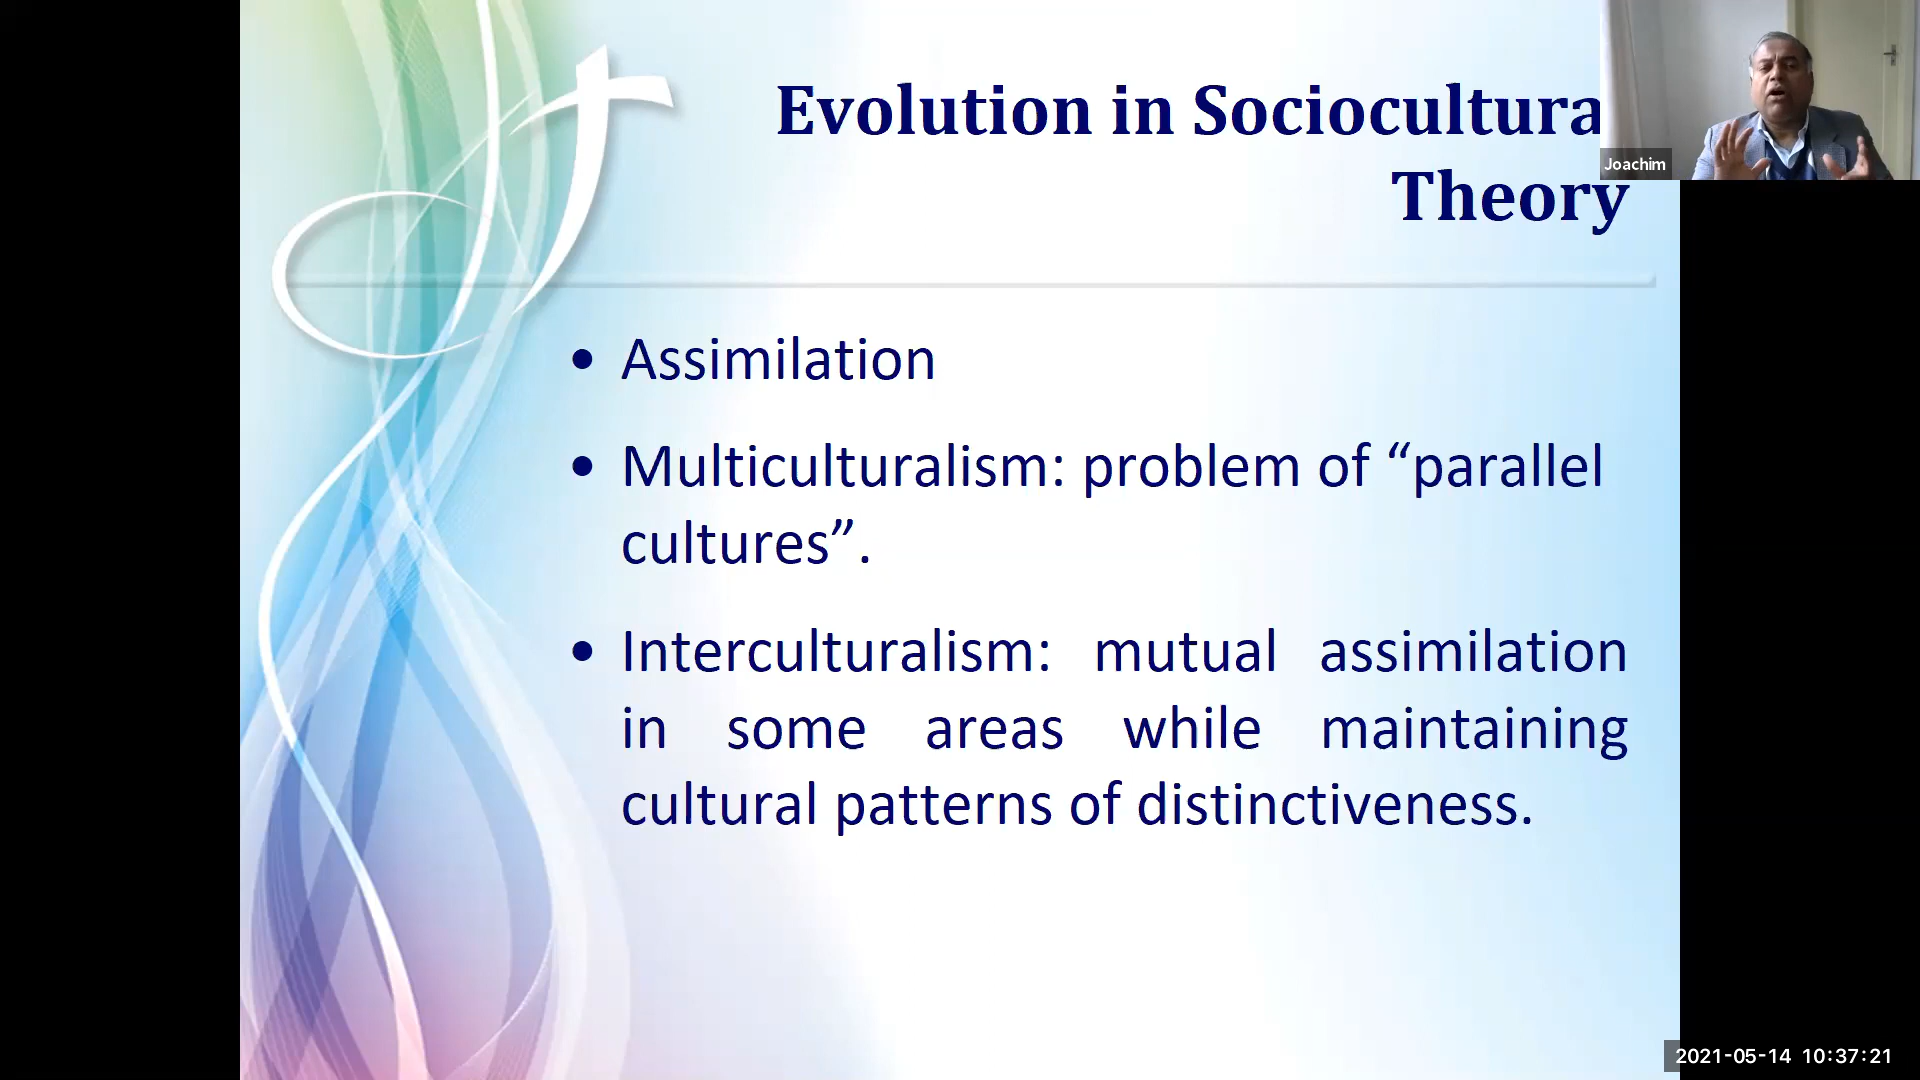 Evolution in Sociocultura
Theory
Joachim
• Assimilation
• Multiculturalism: problem of “parallel
cultures”.
• Interculturalism: mutual assimilation
in some areas while maintaining
cultural patterns of distinctiveness.
2021-05-14 10:37:21